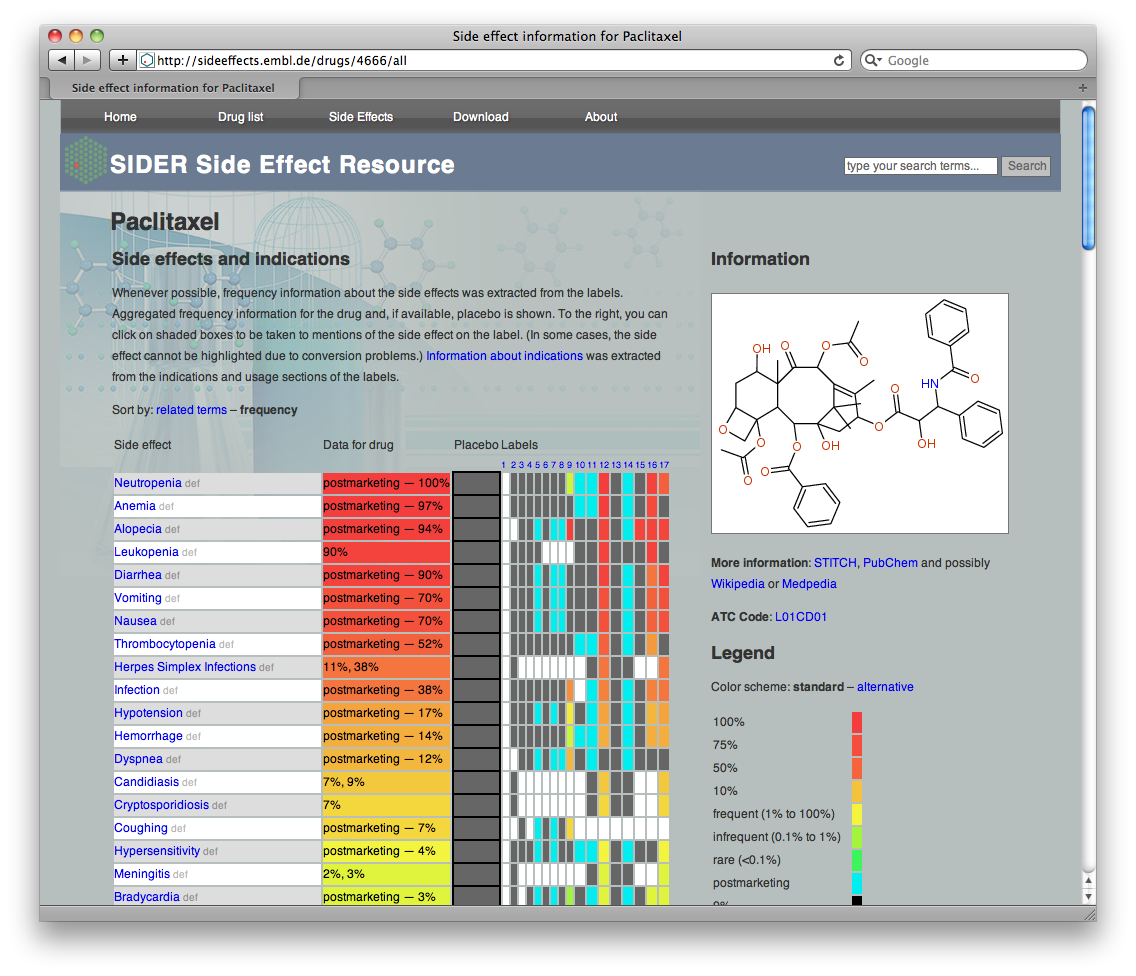 Side effect information for Paclitaxel
http://sideeffects.embl.de/drugs/4666/all
Google
Side effect information for Paclitaxel
Home Drug list Side Effects Download About
SIDER Side Effect Resource
type your search terms... Search
Paclitaxel
Side effects and indications
Whenever possible, frequency information about the side effects was extracted from the labels.
Aggregated frequency information for the drug and, if available, placebo is shown. To the right, you can
click on shaded boxes to be taken to mentions of the side effect on the label. (In some cases, the side
effect cannot be highlighted due to conversion problems.) Information about indications was extracted
from the indications and usage sections of the labels.
Sort by: related terms – frequency
Side effect Data for drug Placebo Labels
1 2 3 4 5 6 7 8 9 10 11 12 13 14 15 16 17
Neutropenia def postmarketing — 100%
Anemia def postmarketing — 97%
Alopecia def postmarketing — 94%
Leukopenia def 90%
Diarrhea def postmarketing — 90%
Vomiting def postmarketing — 70%
Nausea def postmarketing — 70%
Thrombocytopenia def postmarketing — 52%
Herpes Simplex Infections def 11%, 38%
Infection def postmarketing — 38%
Hypotension def postmarketing — 17%
Hemorrhage def postmarketing — 14%
Dyspnea def postmarketing — 12%
Candidiasis def 7%, 9%
Cryptosporidiosis def 7%
Coughing def postmarketing — 7%
Hypersensitivity def postmarketing — 4%
Meningitis def 2%, 3%
Bradycardia def postmarketing — 3%
Information
OH O O O
HN O
O
O O O OH OH
O O
O O
More information: STITCH, PubChem and possibly
Wikipedia or Medpedia
ATC Code: L01CD01
Legend
Color scheme: standard – alternative
100%
75%
50%
10%
frequent (1% to 100%)
infrequent (0.1% to 1%)
rare (<0.1%)
postmarketing
0%